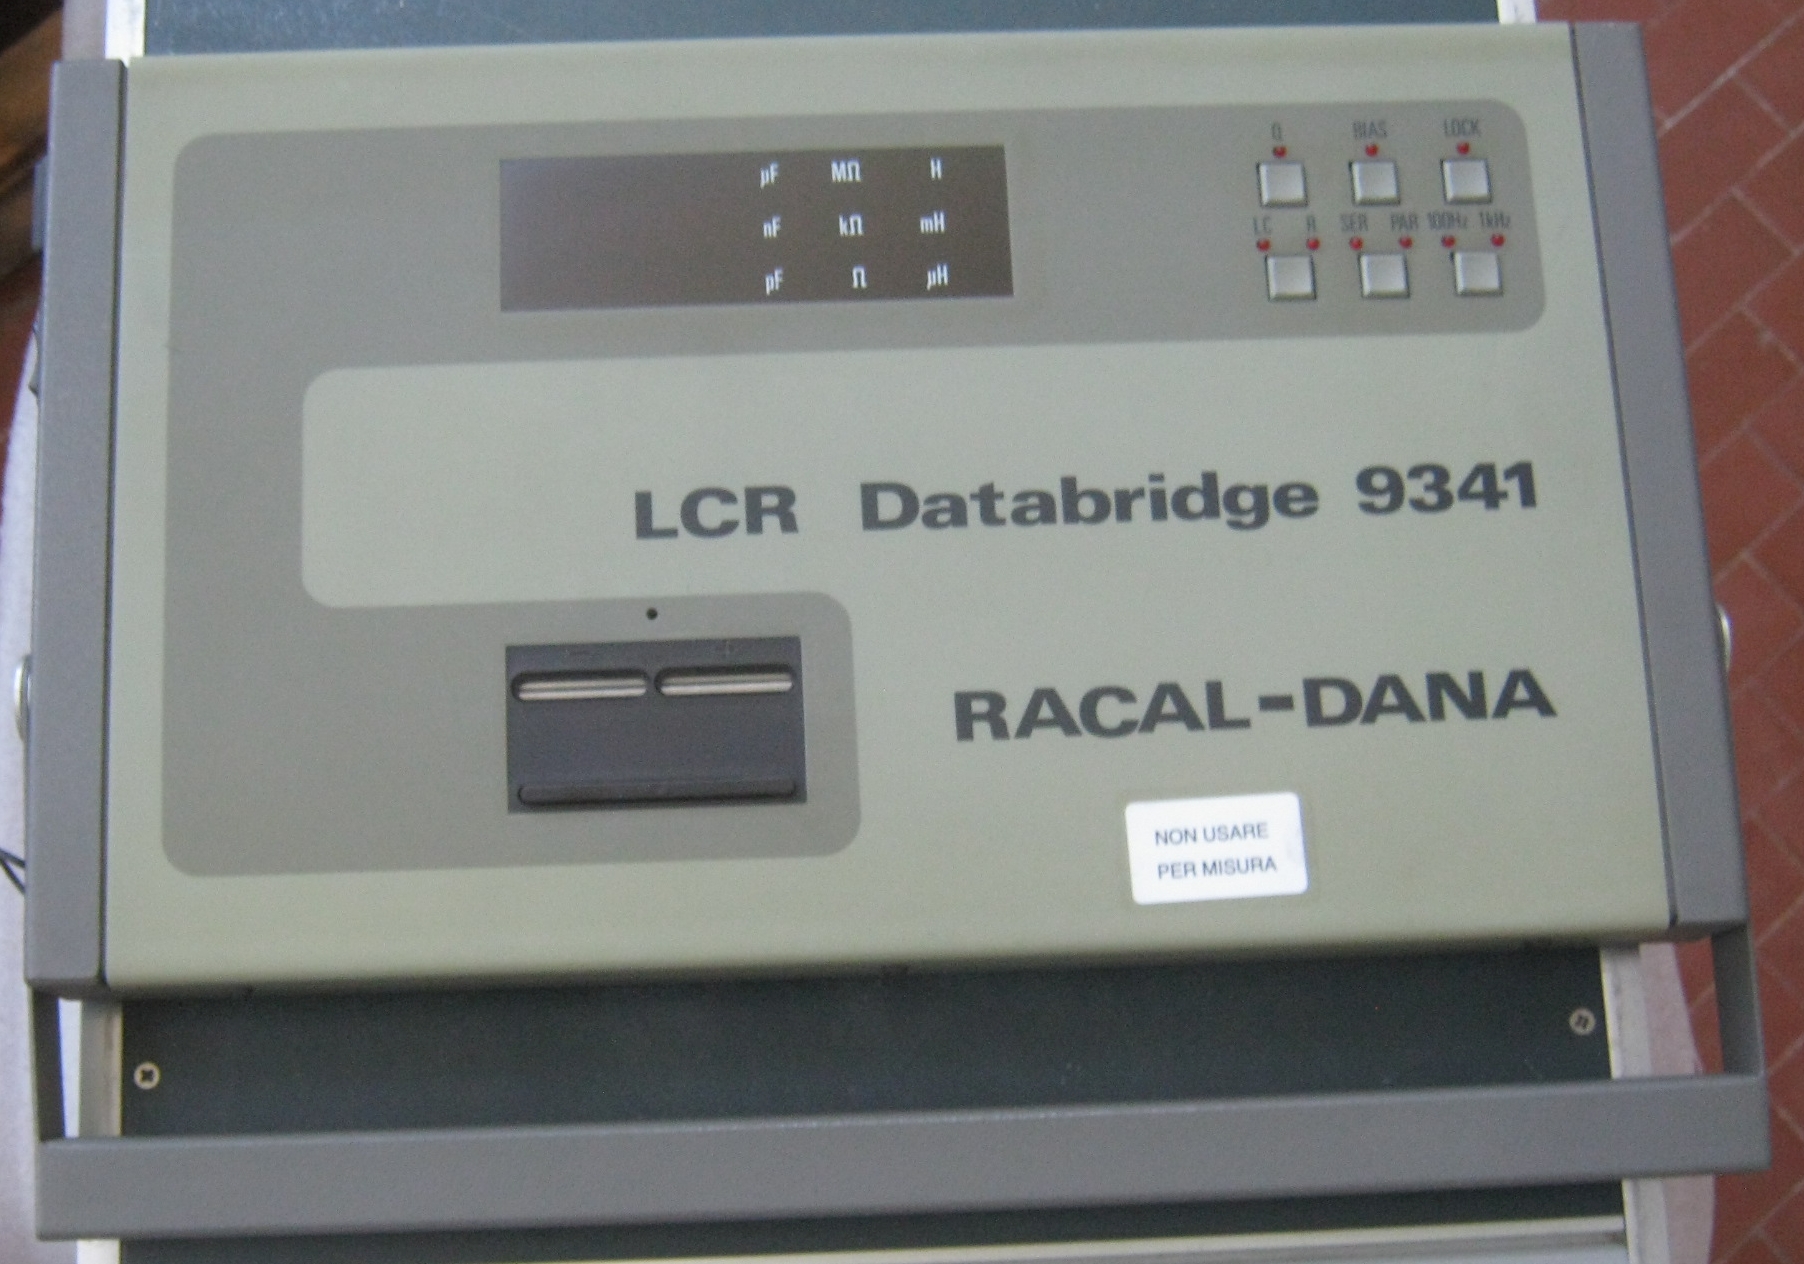 µF MΩ H
nF kΩ mH
pF Ω µH
Q BIAS LOCK
LC R SER PAR 100Hz 1kHz
LCR Databridge 9341
- +
RACAL-DANA
NON USARE
PER MISURA